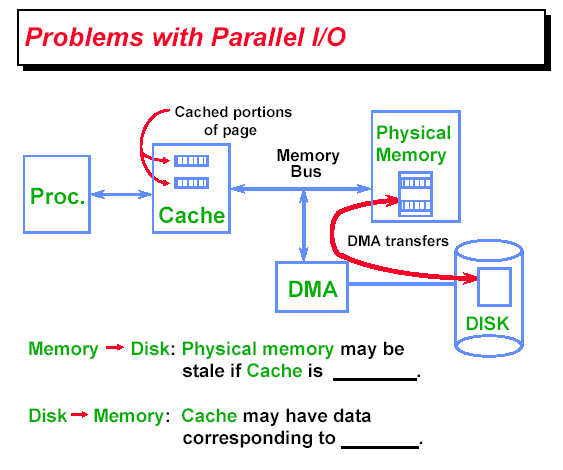 Problems with Parallel I/O
Cached portions
of page
Proc.
Cache
Memory
Bus
Physical
Memory
DMA transfers
DMA
DISK
Memory → Disk: Physical memory may be
stale if Cache is ________.
Disk → Memory: Cache may have data
corresponding to ________.